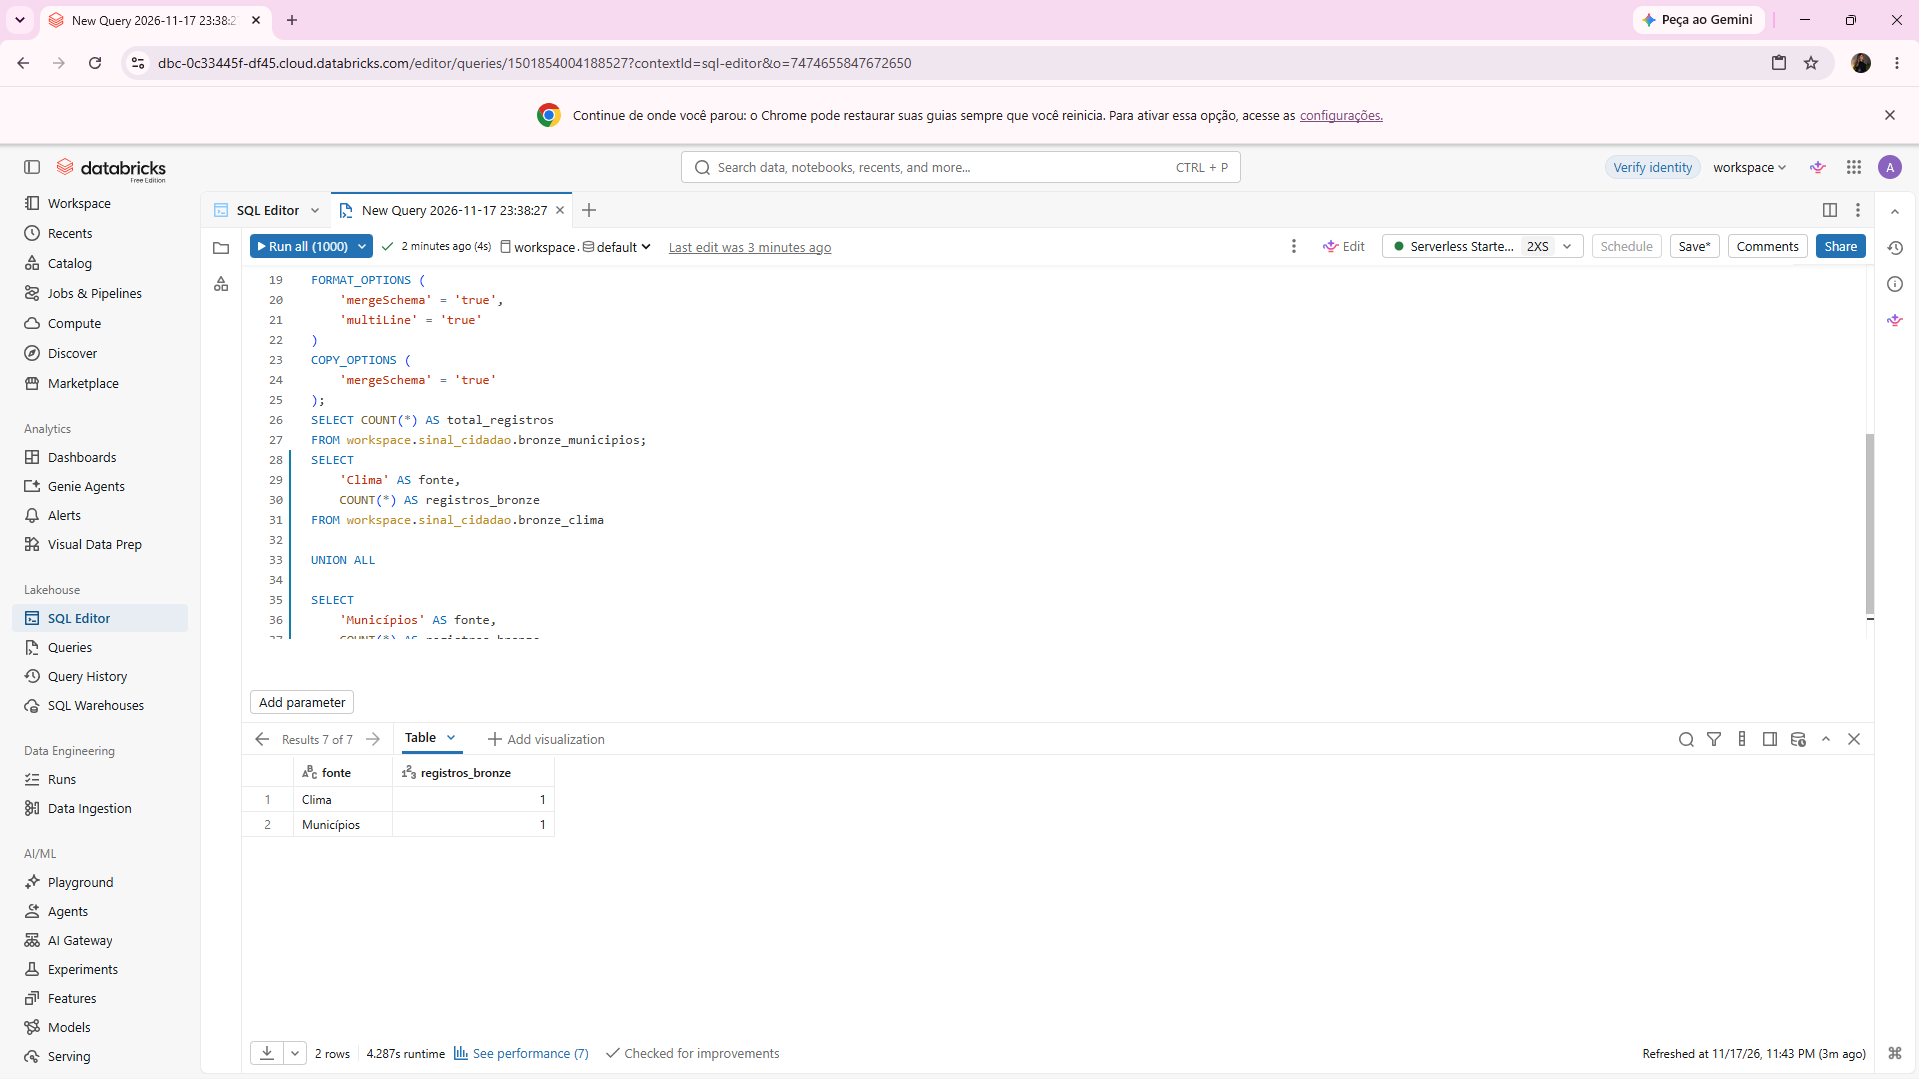 New Query 2026-11-17 23:38:2
Peça ao Gemini
dbc-0c33445f-df45.cloud.databricks.com/editor/queries/1501854004188527?contextId=sql-editor&o=7474655847672650
Continue de onde você parou: o Chrome pode restaurar suas guias sempre que você reinicia. Para ativar essa opção, acesse as configurações.
databricks
Free Edition
Search data, notebooks, recents, and more... CTRL + P
Verify identity
workspace
A
Workspace
Recents
Catalog
Jobs & Pipelines
Compute
Discover
Marketplace
Analytics
Dashboards
Genie Agents
Alerts
Visual Data Prep
Lakehouse
SQL Editor
Queries
Query History
SQL Warehouses
Data Engineering
Runs
Data Ingestion
AI/ML
Playground
Agents
AI Gateway
Experiments
Features
Models
Serving
SQL Editor
New Query 2026-11-17 23:38:27
Run all (1000)
2 minutes ago (4s)
workspace. default
Last edit was 3 minutes ago
Edit
Serverless Starte... 2XS
Schedule
Save*
Comments
Share
19 FORMAT_OPTIONS (
20 'mergeSchema' = 'true',
21 'multiLine' = 'true'
22 )
23 COPY_OPTIONS (
24 'mergeSchema' = 'true'
25 );
26 SELECT COUNT(*) AS total_registros
27 FROM workspace.sinal_cidadao.bronze_municipios;
28 SELECT
29 'Clima' AS fonte,
30 COUNT(*) AS registros_bronze
31 FROM workspace.sinal_cidadao.bronze_clima
32
33 UNION ALL
34
35 SELECT
36 'Municípios' AS fonte,
37 COUNT(*) AS registros_bronze
Add parameter
Results 7 of 7
Table
Add visualization
fonte registros_bronze
1 Clima 1
2 Municípios 1
2 rows
4.287s runtime
See performance (7)
Checked for improvements
Refreshed at 11/17/26, 11:43 PM (3m ago)